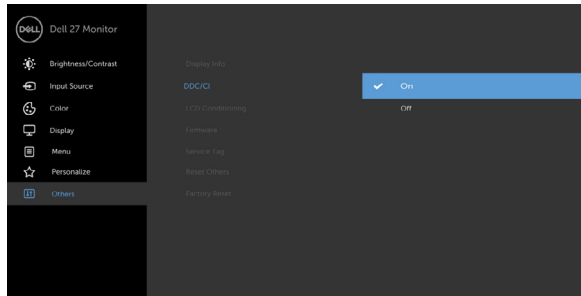 DELL
Dell 27 Monitor
Brightness/Contrast
Input Source
Color
Display
Menu
Personalize
Others
Display Info
DDC/CI
LCD Conditioning
Firmware
Service Tag
Reset Others
Factory Reset
On
Off